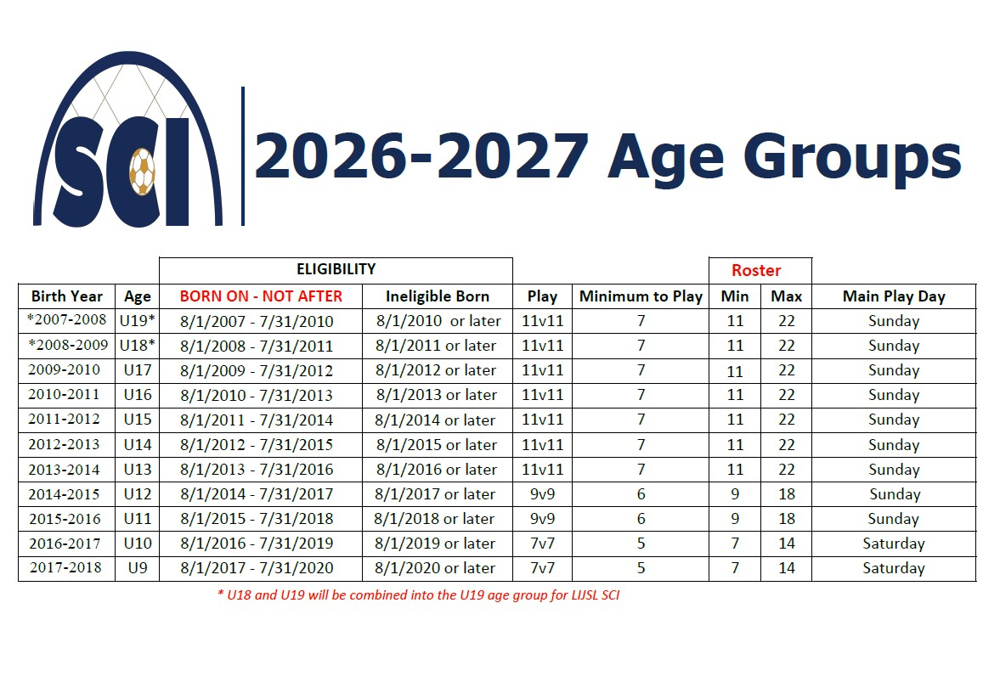 SCI
2026-2027 Age Groups
ELIGIBILITY Roster
Birth Year Age BORN ON - NOT AFTER Ineligible Born Play Minimum to Play Min Max Main Play Day
*2007-2008 U19* 8/1/2007 - 7/31/2010 8/1/2010 or later 11v11 7 11 22 Sunday
*2008-2009 U18* 8/1/2008 - 7/31/2011 8/1/2011 or later 11v11 7 11 22 Sunday
2009-2010 U17 8/1/2009 - 7/31/2012 8/1/2012 or later 11v11 7 11 22 Sunday
2010-2011 U16 8/1/2010 - 7/31/2013 8/1/2013 or later 11v11 7 11 22 Sunday
2011-2012 U15 8/1/2011 - 7/31/2014 8/1/2014 or later 11v11 7 11 22 Sunday
2012-2013 U14 8/1/2012 - 7/31/2015 8/1/2015 or later 11v11 7 11 22 Sunday
2013-2014 U13 8/1/2013 - 7/31/2016 8/1/2016 or later 11v11 7 11 22 Sunday
2014-2015 U12 8/1/2014 - 7/31/2017 8/1/2017 or later 9v9 6 9 18 Sunday
2015-2016 U11 8/1/2015 - 7/31/2018 8/1/2018 or later 9v9 6 9 18 Sunday
2016-2017 U10 8/1/2016 - 7/31/2019 8/1/2019 or later 7v7 5 7 14 Saturday
2017-2018 U9 8/1/2017 - 7/31/2020 8/1/2020 or later 7v7 5 7 14 Saturday
* U18 and U19 will be combined into the U19 age group for LIJSL SCI